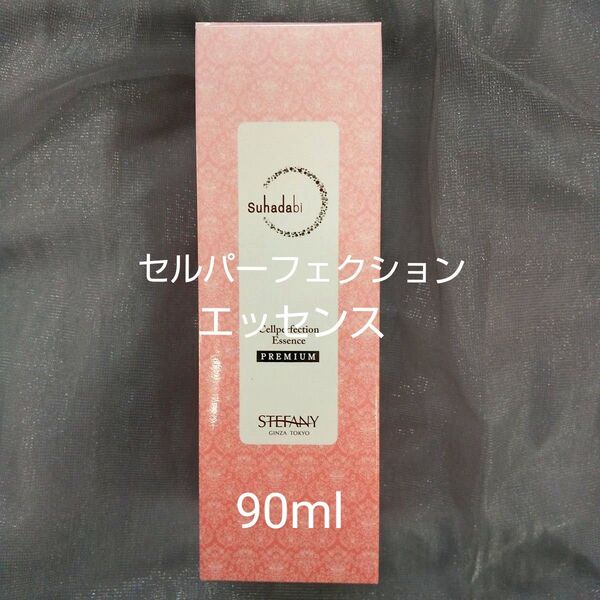 suhadabi
セルパーフェクション
エッセンス
Cellperfection
Essence
PREMIUM
STEFANY
GINZA TOKYO
90ml